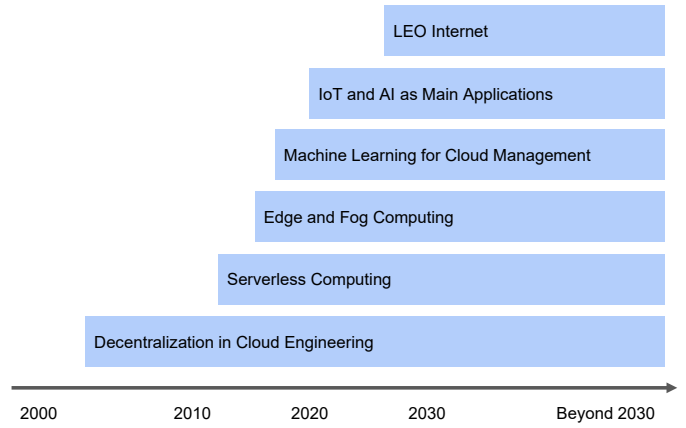 LEO Internet
IoT and AI as Main Applications
Machine Learning for Cloud Management
Edge and Fog Computing
Serverless Computing
Decentralization in Cloud Engineering
2000 2010 2020 2030 Beyond 2030